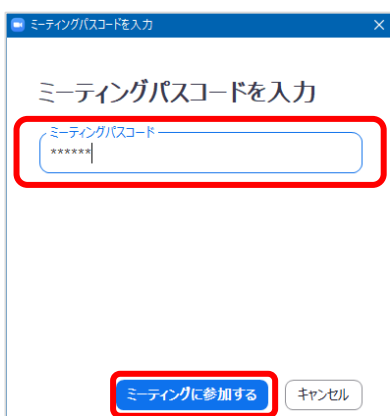 ミーティングパスコードを入力
ミーティングパスコードを入力
ミーティングパスコード
******
ミーティングに参加する
キャンセル